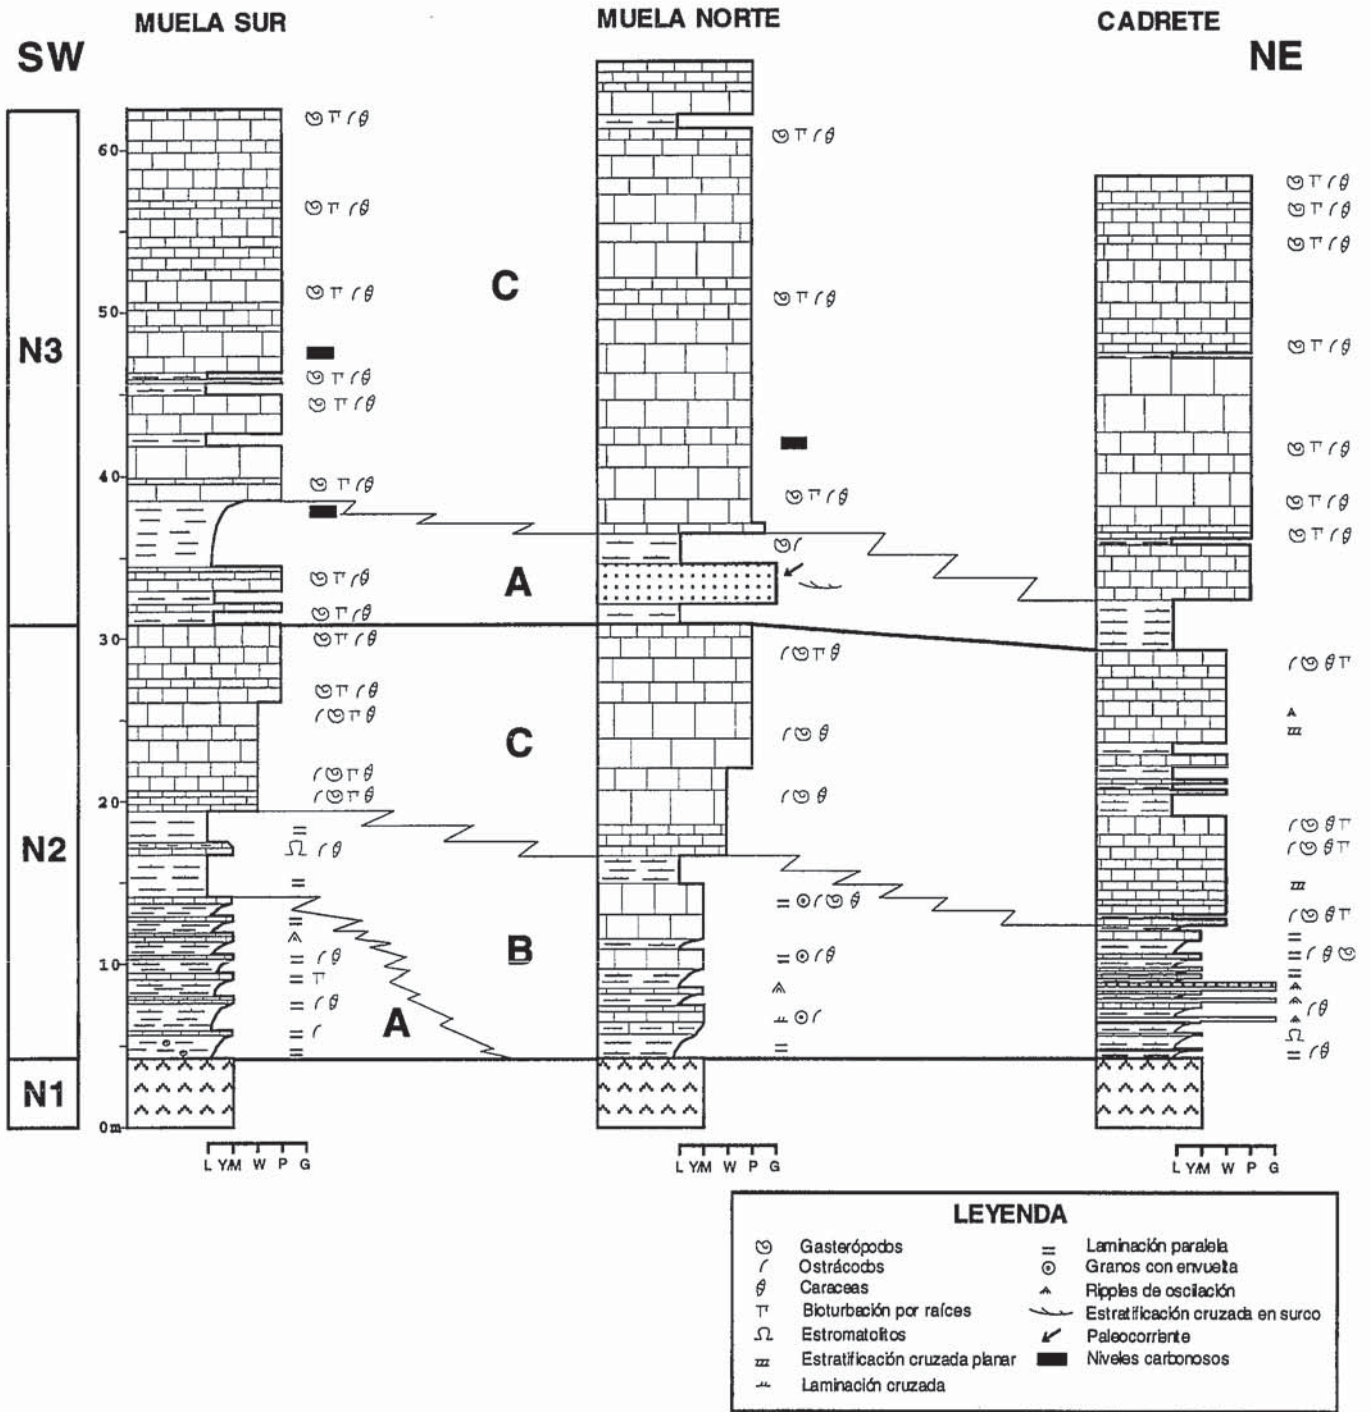 MUELA SUR
MUELA NORTE
CADRETE
SW
NE
60
N3
C
50
40
A
30
C
20
N2
B
10
A
N1
0m
L Y/M W P G
L Y/M W P G
L Y/M W P G
LEYENDA
Gasterópodos
Ostrácodos
Caraceas
Bioturbación por raíces
Estromatolitos
Estratificación cruzada planar
Laminación cruzada
Laminación paralela
Granos con envuelta
Ripples de oscilación
Estratificación cruzada en surco
Paleocorriente
Niveles carbonosos